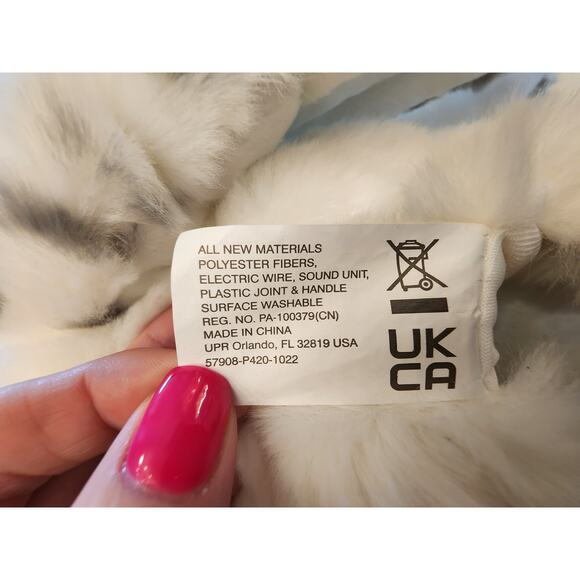 ALL NEW MATERIALS
POLYESTER FIBERS,
ELECTRIC WIRE, SOUND UNIT,
PLASTIC JOINT & HANDLE
SURFACE WASHABLE
REG. NO. PA-100379(CN)
MADE IN CHINA
UPR Orlando, FL 32819 USA
57908-P420-1022
UK
CA